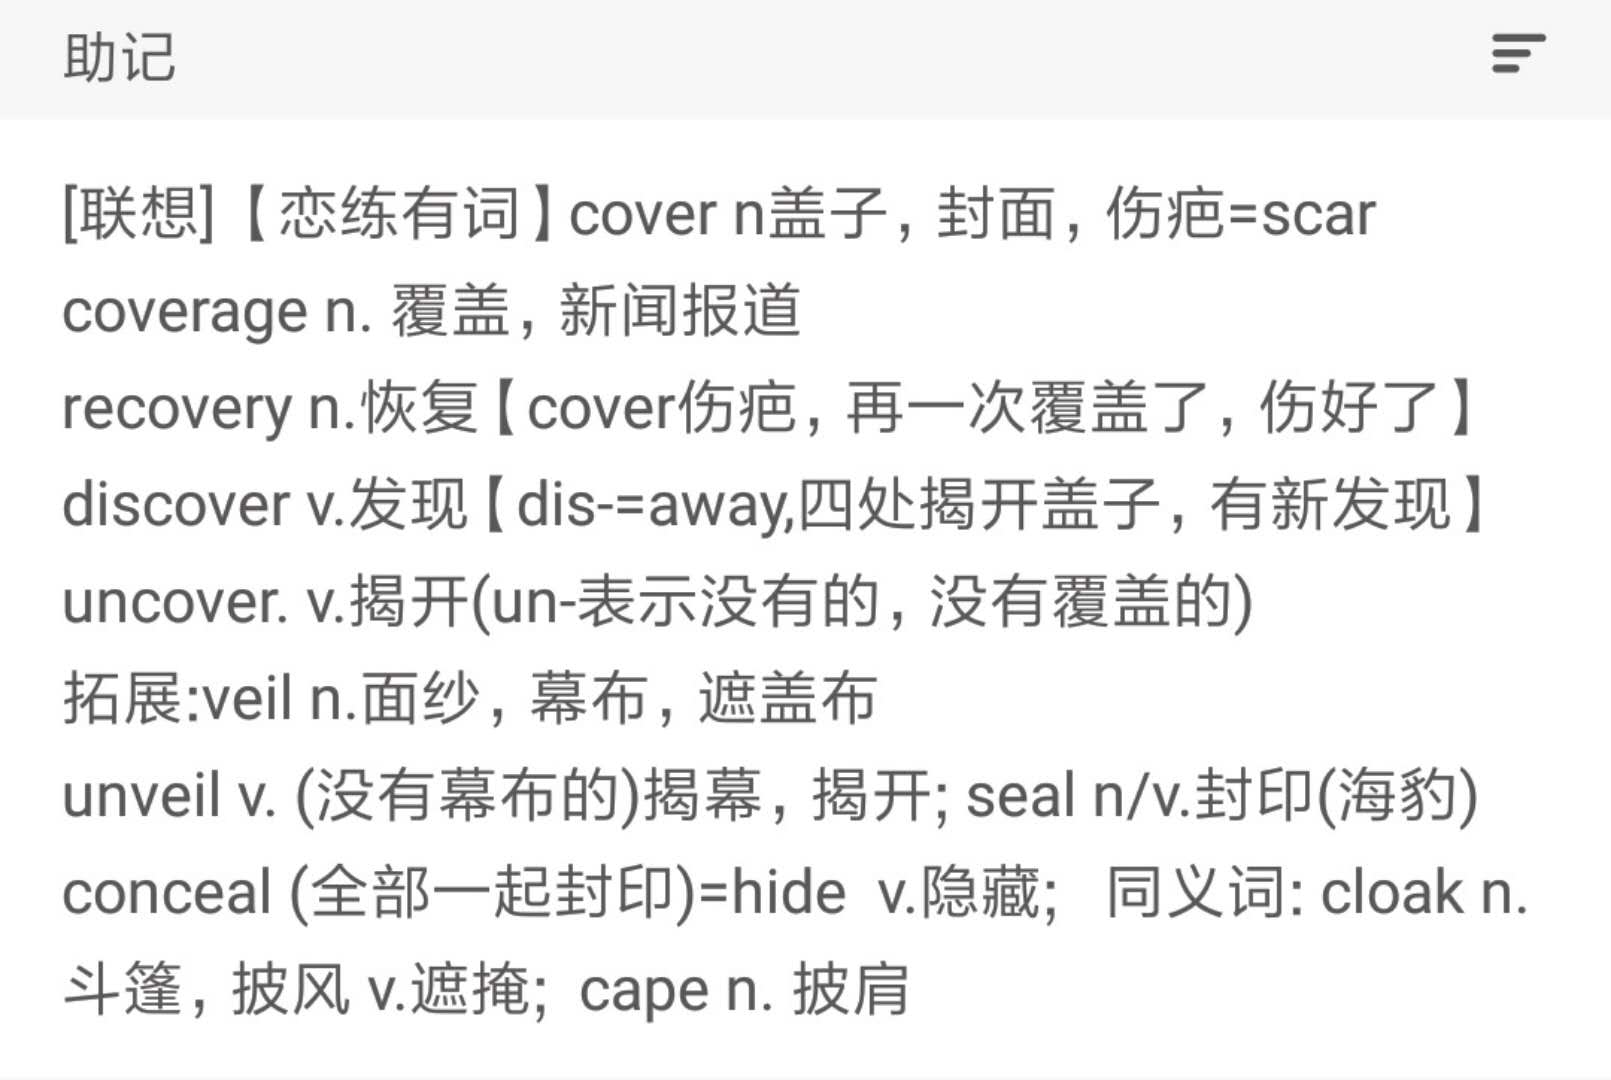 助记
[联想]【恋练有词】cover n盖子，封面，伤疤=scar
coverage n. 覆盖，新闻报道
recovery n.恢复【cover伤疤，再一次覆盖了，伤好了】
discover v.发现【dis-=away,四处揭开盖子，有新发现】
uncover. v.揭开(un-表示没有的，没有覆盖的)
拓展:veil n.面纱，幕布，遮盖布
unveil v. (没有幕布的)揭幕，揭开; seal n/v.封印(海豹)
conceal (全部一起封印)=hide  v.隐藏;   同义词: cloak n.
斗篷，披风 v.遮掩;  cape n. 披肩